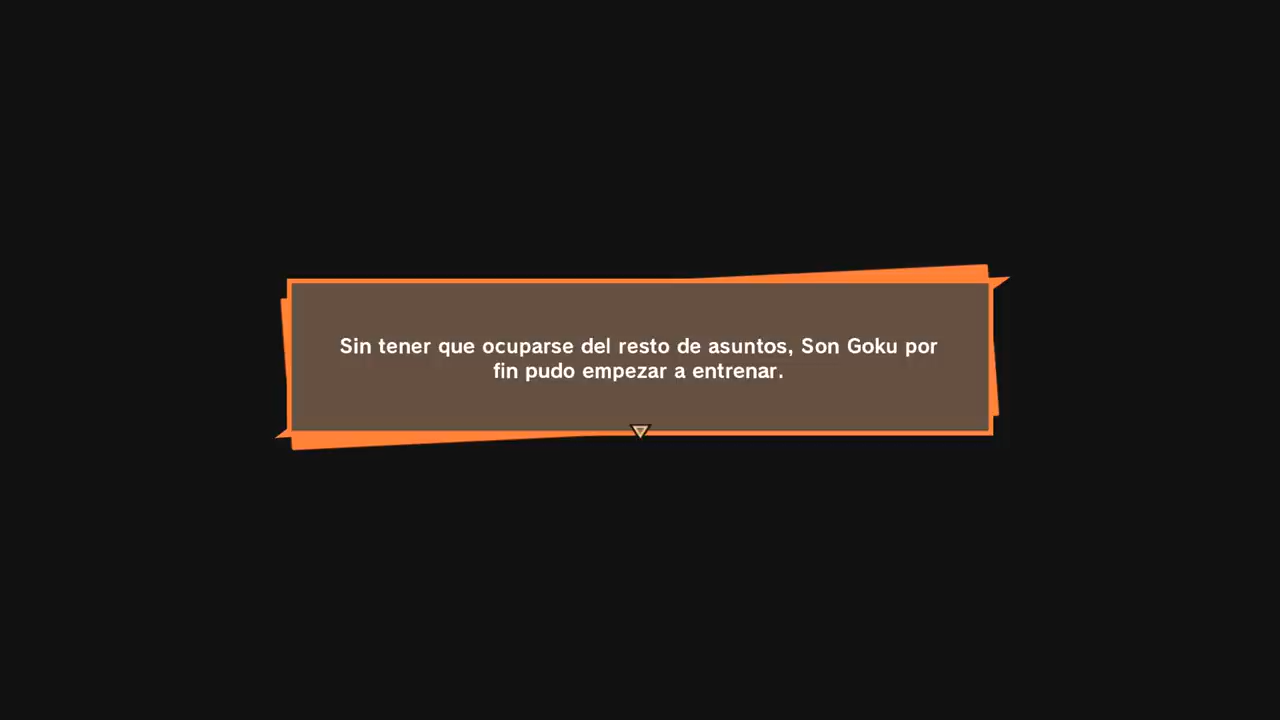 Sin tener que ocuparse del resto de asuntos, Son Goku por
fin pudo empezar a entrenar.